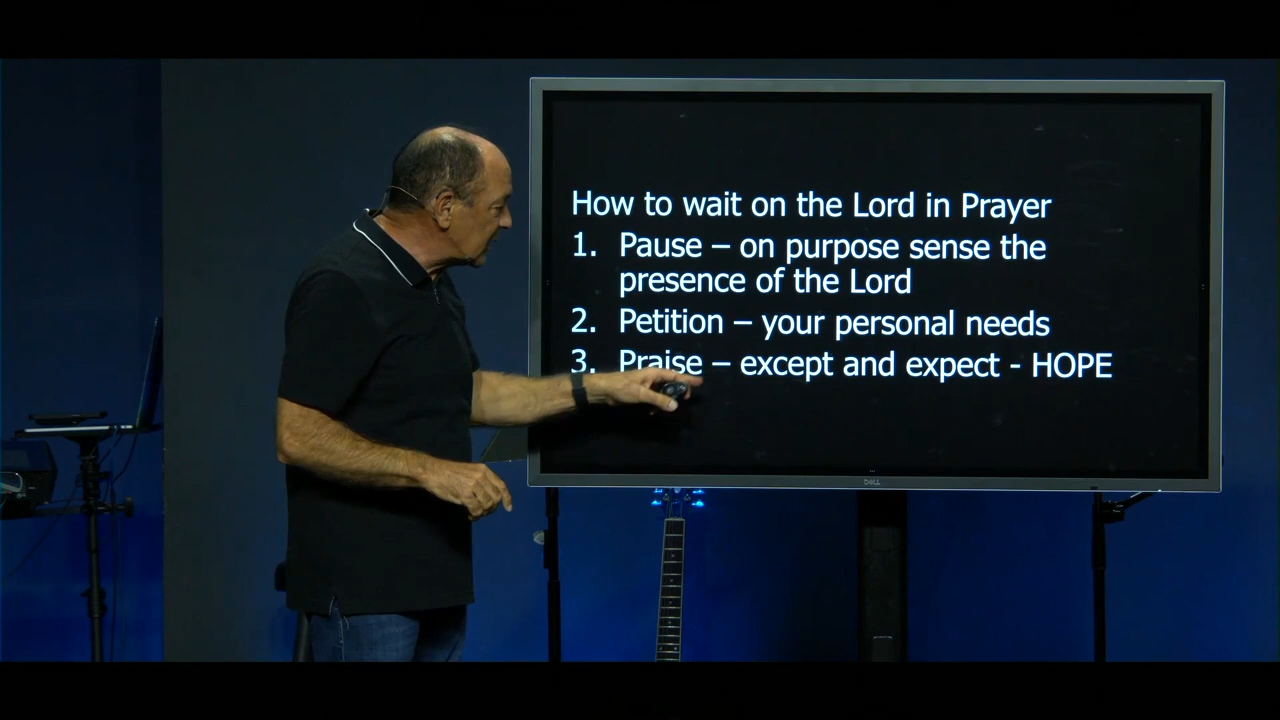 How to wait on the Lord in Prayer
1. Pause – on purpose sense the
presence of the Lord
2. Petition – your personal needs
3. Praise – except and expect - HOPE
DELL